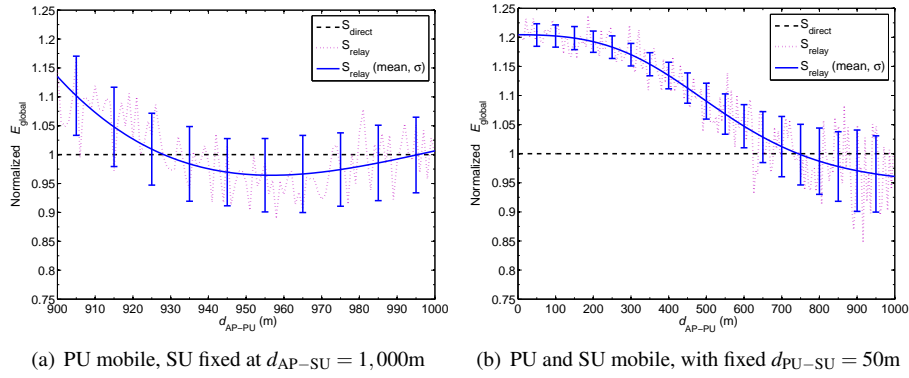 1.25
1.2
1.15
1.1
1.05
1
0.95
0.9
0.85
0.8
0.75
Normalized E_global
S_direct
S_relay
S_relay (mean, σ)
900 910 920 930 940 950 960 970 980 990 1000
d_AP−PU (m)
(a) PU mobile, SU fixed at d_AP−SU = 1,000m
1.25
1.2
1.15
1.1
1.05
1
0.95
0.9
0.85
0.8
0.75
Normalized E_global
S_direct
S_relay
S_relay (mean, σ)
0 100 200 300 400 500 600 700 800 900 1000
d_AP−PU (m)
(b) PU and SU mobile, with fixed d_PU−SU = 50m